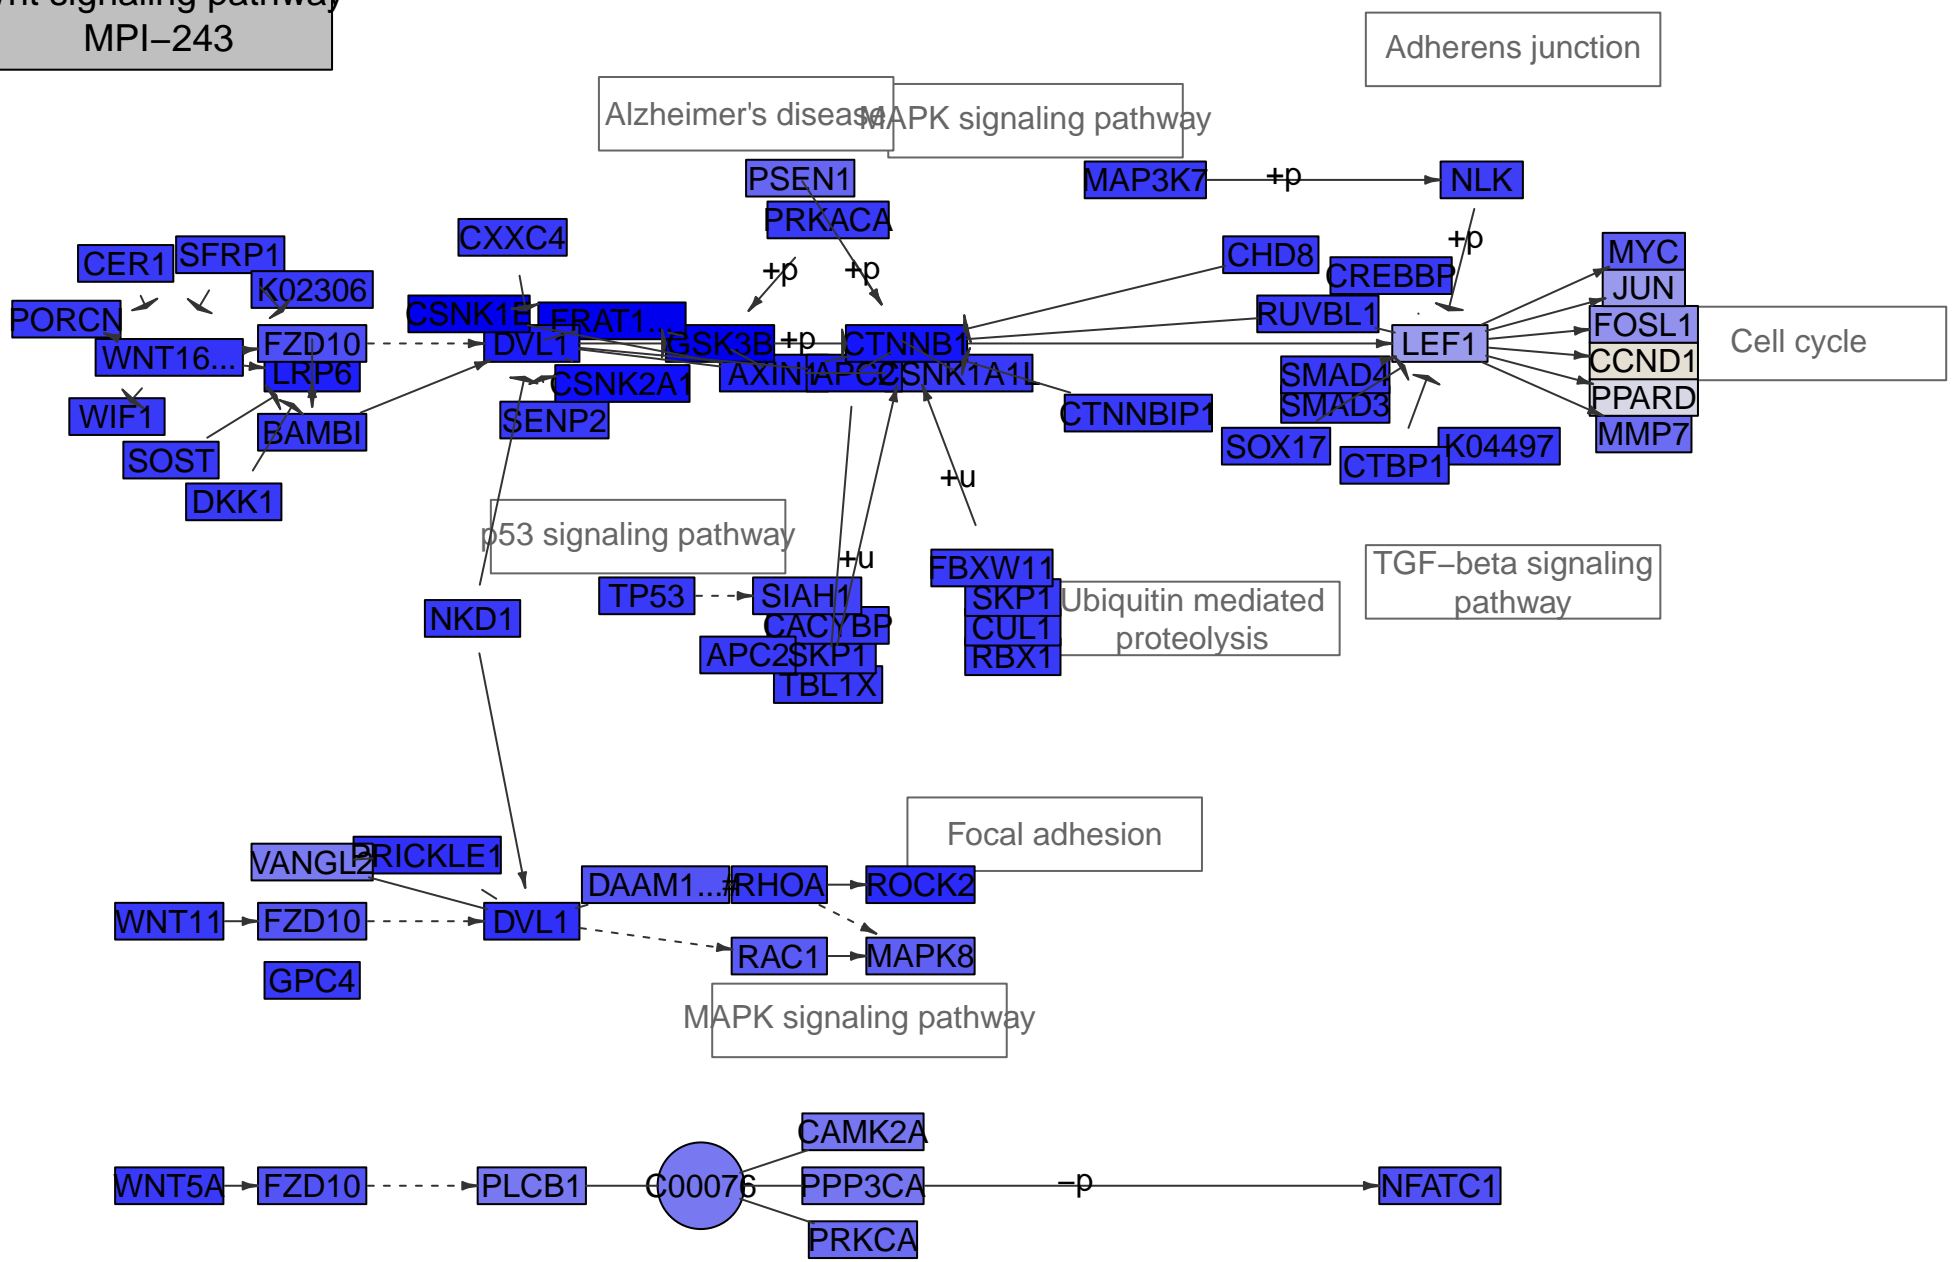 signaling pathway
MPI−243
Adherens junction
Alzheimer's disease
MAPK signaling pathway
PSEN1
MAP3K7
+p
NLK
PRKACA
CXXC4
CER1
SFRP1
+p
+p
+p
CHD8
CREBBP
MYC
K02306
JUN
PORCN
CSNK1E
FRAT1...
RUVBL1
FOSL1
Cell cycle
WNT16...
FZD10
DVL1
GSK3B
+p
CTNNB1
LEF1
CCND1
LRP6
AXIN1
APC2
CSNK1A1L
SMAD4
CSNK2A1
PPARD
SMAD3
WIF1
BAMBI
SENP2
CTNNBIP1
MMP7
SOST
SOX17
CTBP1
K04497
DKK1
+u
p53 signaling pathway
+u
FBXW11
TGF−beta signaling
pathway
TP53
SIAH1
SKP1
Ubiquitin mediated
proteolysis
NKD1
CACYBP
CUL1
APC2
SKP1
RBX1
TBL1X
Focal adhesion
VANGL2
PRICKLE1
DAAM1...
RHOA
ROCK2
WNT11
FZD10
DVL1
RAC1
MAPK8
GPC4
MAPK signaling pathway
CAMK2A
WNT5A
FZD10
PLCB1
C00076
PPP3CA
−p
NFATC1
PRKCA